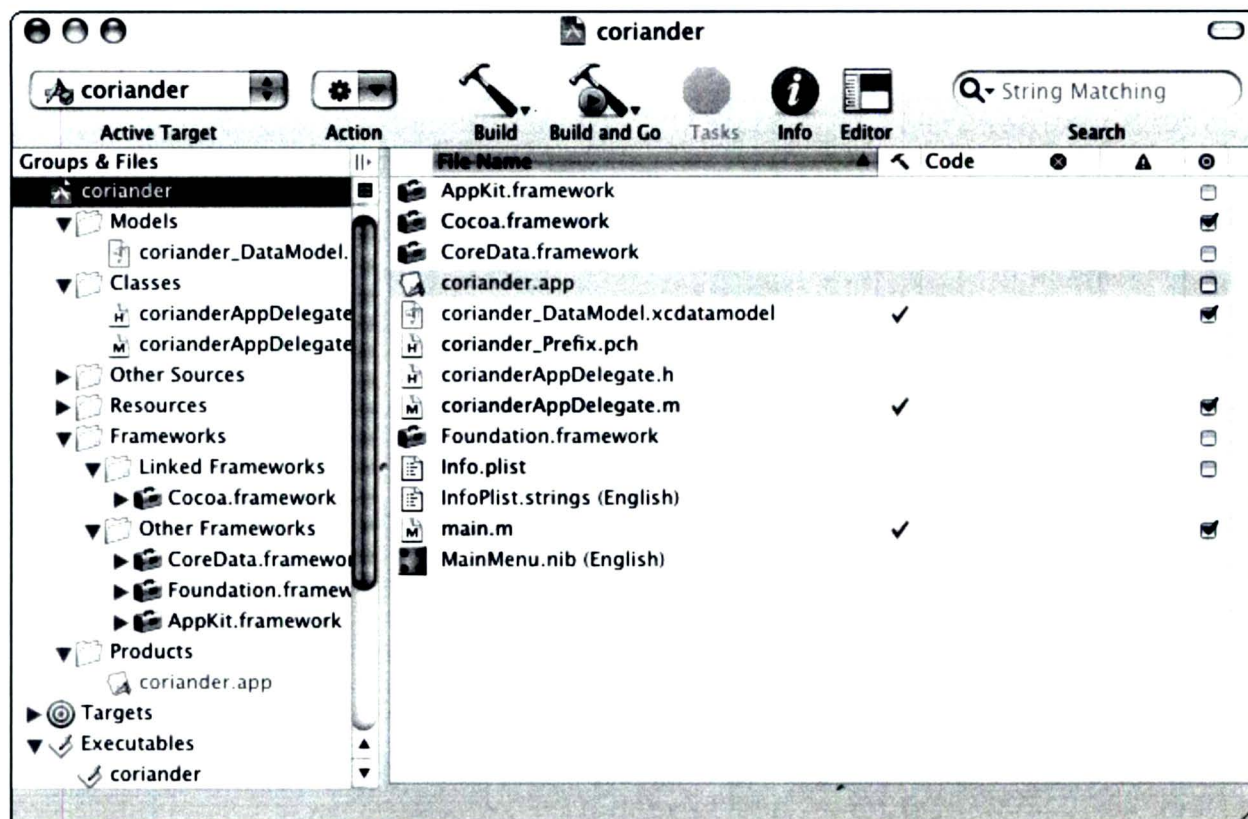 coriander
coriander
String Matching
Active Target
Action
Build
Build and Go
Tasks
Info
Editor
Search
Groups & Files
coriander
Models
coriander_DataModel.
Classes
corianderAppDelegate
corianderAppDelegate
Other Sources
Resources
Frameworks
Linked Frameworks
Cocoa.framework
Other Frameworks
CoreData.framewor
Foundation.framew
AppKit.framework
Products
coriander.app
Targets
Executables
coriander
File Name
Code
AppKit.framework
Cocoa.framework
CoreData.framework
coriander.app
coriander_DataModel.xcdatamodel
coriander_Prefix.pch
corianderAppDelegate.h
corianderAppDelegate.m
Foundation.framework
Info.plist
InfoPlist.strings (English)
main.m
MainMenu.nib (English)